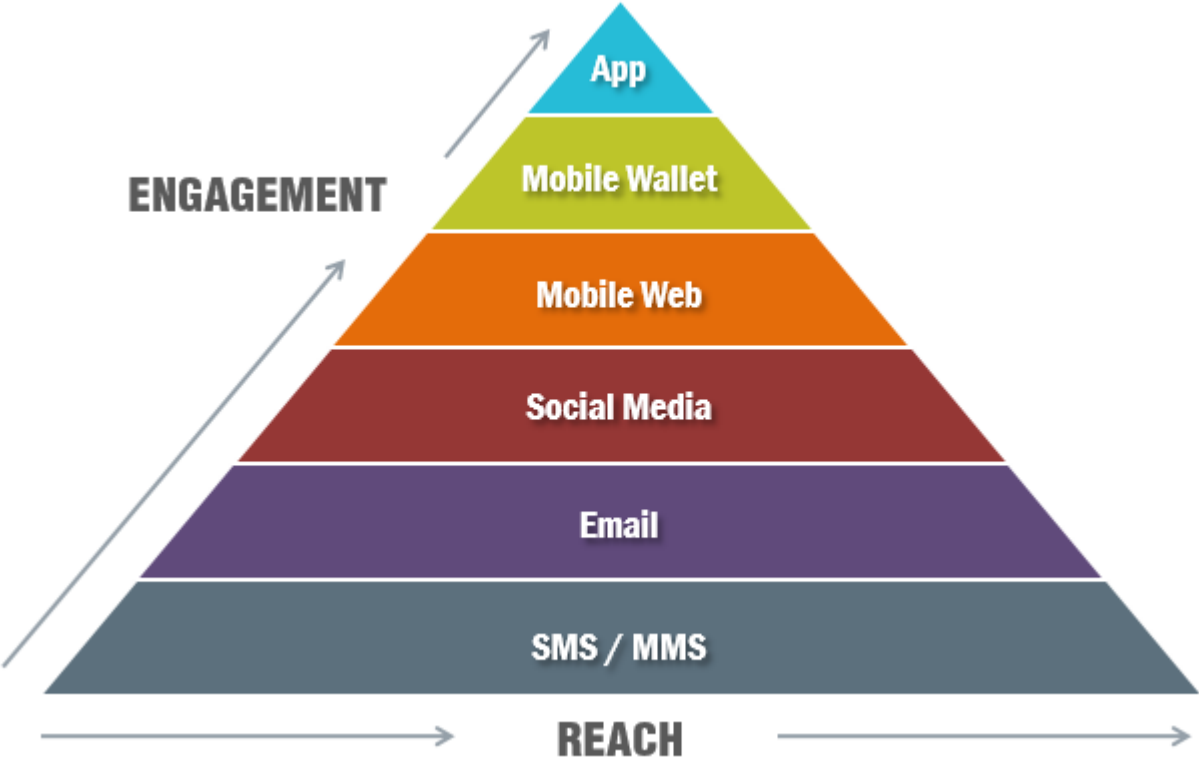 App
Mobile Wallet
ENGAGEMENT
Mobile Web
Social Media
Email
SMS / MMS
REACH